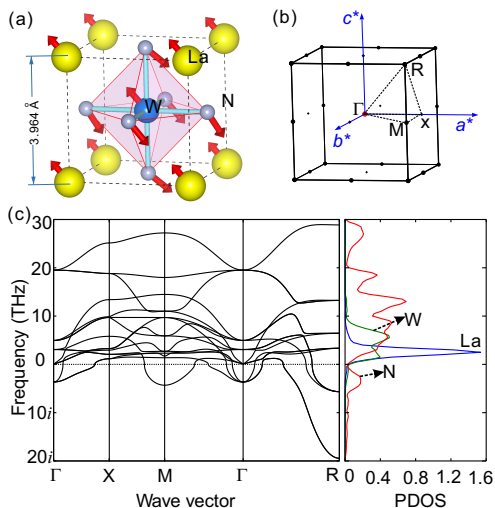 (a)
La
W
N
3.964 Å
(b)
c*
R
Γ
M
x
a*
b*
(c)
Frequency (THz)
30
20
10
0
10i
20i
Γ
X
M
Γ
R
Wave vector
W
La
N
0
0.4
0.8
1.2
1.6
PDOS